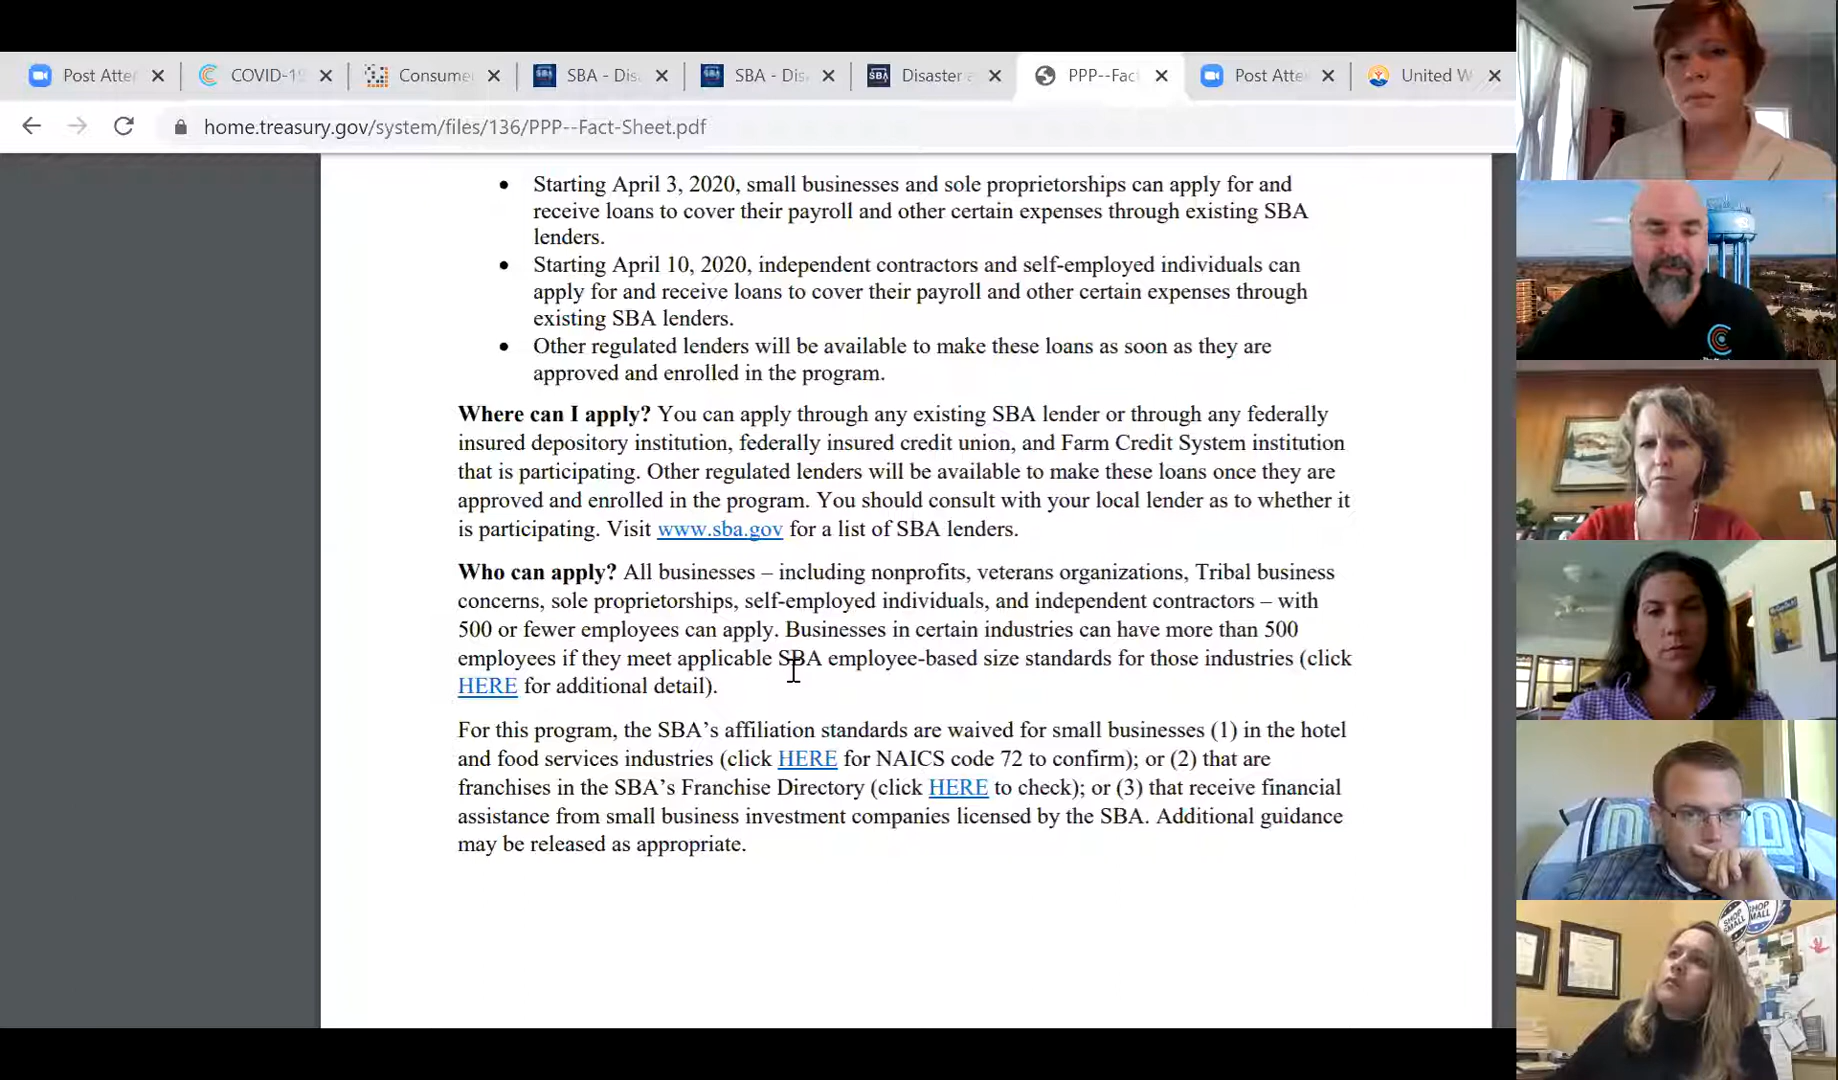 Post Atte
COVID-19
Consume
SBA - Dis
SBA - Dis
Disaster
PPP--Fac
Post Atte
United W
home.treasury.gov/system/files/136/PPP--Fact-Sheet.pdf
• Starting April 3, 2020, small businesses and sole proprietorships can apply for and
receive loans to cover their payroll and other certain expenses through existing SBA
lenders.
• Starting April 10, 2020, independent contractors and self-employed individuals can
apply for and receive loans to cover their payroll and other certain expenses through
existing SBA lenders.
• Other regulated lenders will be available to make these loans as soon as they are
approved and enrolled in the program.
Where can I apply? You can apply through any existing SBA lender or through any federally
insured depository institution, federally insured credit union, and Farm Credit System institution
that is participating. Other regulated lenders will be available to make these loans once they are
approved and enrolled in the program. You should consult with your local lender as to whether it
is participating. Visit www.sba.gov for a list of SBA lenders.
Who can apply? All businesses – including nonprofits, veterans organizations, Tribal business
concerns, sole proprietorships, self-employed individuals, and independent contractors – with
500 or fewer employees can apply. Businesses in certain industries can have more than 500
employees if they meet applicable SBA employee-based size standards for those industries (click
HERE for additional detail).
For this program, the SBA’s affiliation standards are waived for small businesses (1) in the hotel
and food services industries (click HERE for NAICS code 72 to confirm); or (2) that are
franchises in the SBA’s Franchise Directory (click HERE to check); or (3) that receive financial
assistance from small business investment companies licensed by the SBA. Additional guidance
may be released as appropriate.
SHOP
SMALL
SHOP